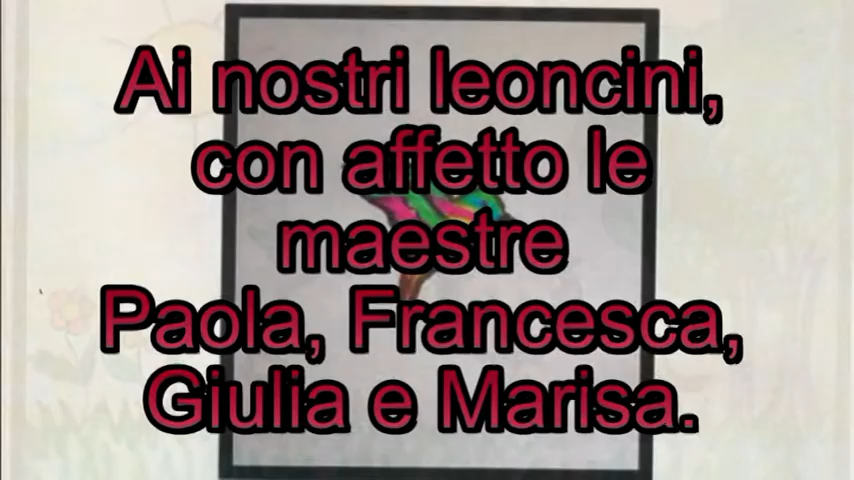 Ai nostri leoncini,
con affetto le
maestre
Paola, Francesca,
Giulia e Marisa.